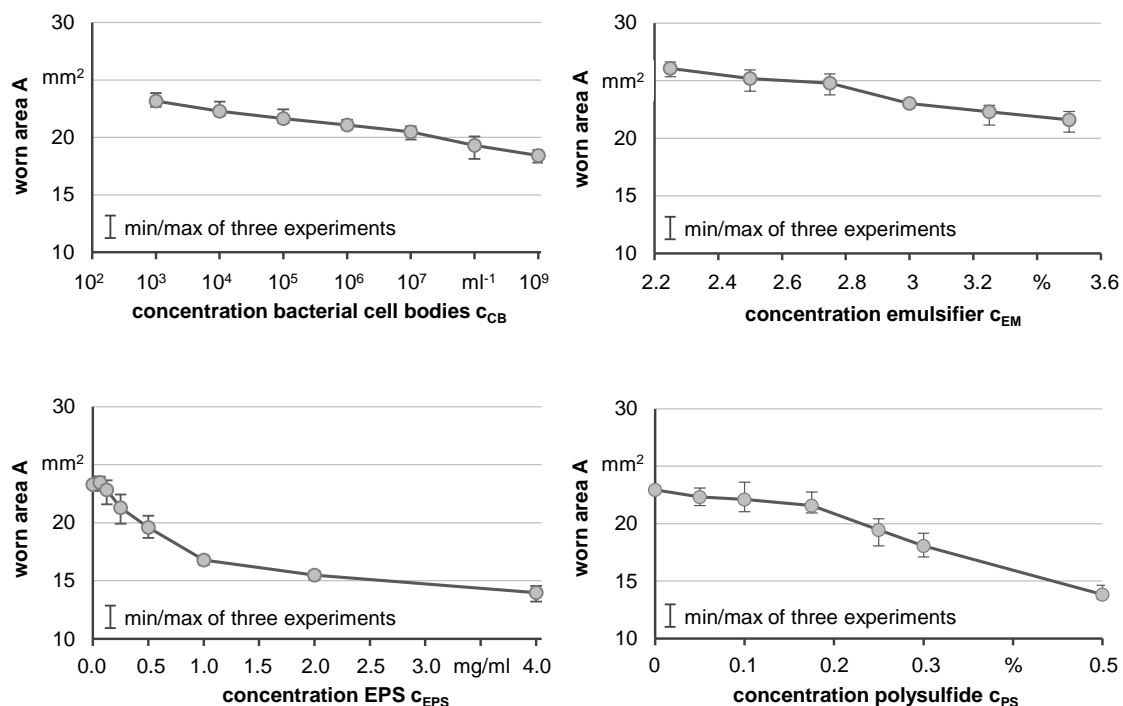 30
mm²
20
15
10
worn area A
min/max of three experiments
10² 10³ 10⁴ 10⁵ 10⁶ 10⁷ ml⁻¹ 10⁹
concentration bacterial cell bodies c_CB
30
mm²
20
15
10
worn area A
min/max of three experiments
2.2 2.4 2.6 2.8 3 3.2 % 3.6
concentration emulsifier c_EM
30
mm²
20
15
10
worn area A
min/max of three experiments
0.0 0.5 1.0 2.0 3.0 mg/ml 4.0
concentration EPS c_EPS
30
mm²
20
15
10
worn area A
min/max of three experiments
0 0.1 0.2 0.3 % 0.5
concentration polysulfide c_PS